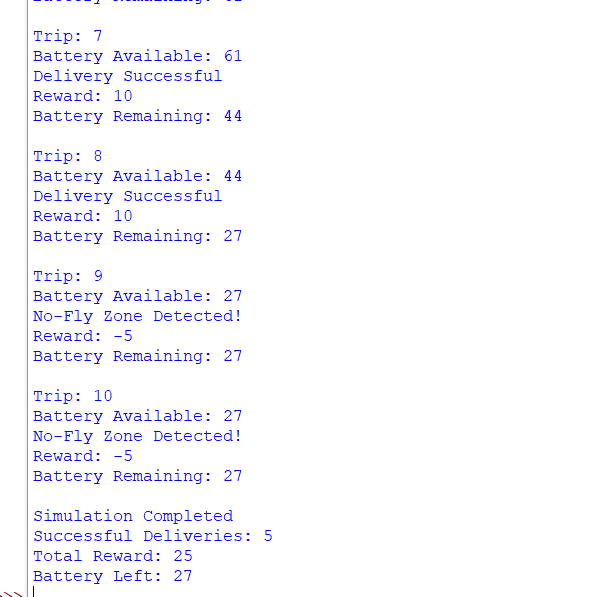 Trip: 7
Battery Available: 61
Delivery Successful
Reward: 10
Battery Remaining: 44
Trip: 8
Battery Available: 44
Delivery Successful
Reward: 10
Battery Remaining: 27
Trip: 9
Battery Available: 27
No-Fly Zone Detected!
Reward: -5
Battery Remaining: 27
Trip: 10
Battery Available: 27
No-Fly Zone Detected!
Reward: -5
Battery Remaining: 27
Simulation Completed
Successful Deliveries: 5
Total Reward: 25
Battery Left: 27
>>